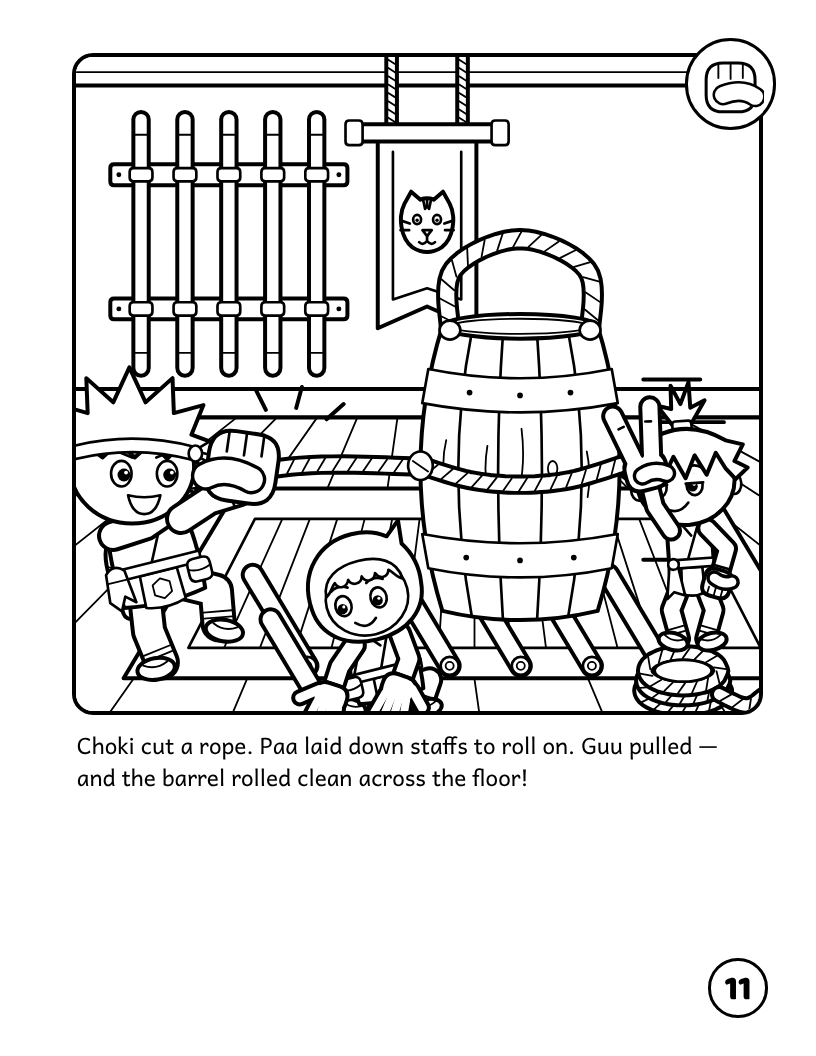 Choki cut a rope. Paa laid down staffs to roll on. Guu pulled —
and the barrel rolled clean across the floor!
11